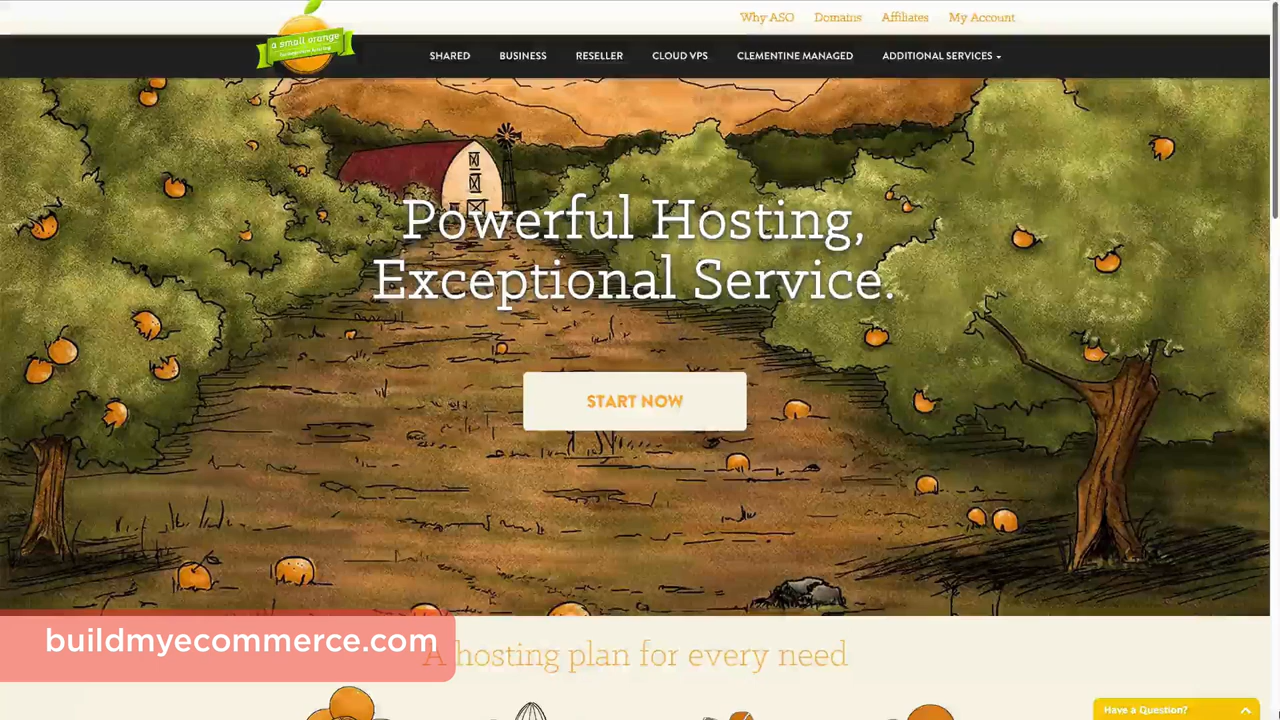 Why ASO Domains Affiliates My Account
a small orange
SHARED BUSINESS RESELLER CLOUD VPS CLEMENTINE MANAGED ADDITIONAL SERVICES
Powerful Hosting,
Exceptional Service.
START NOW
buildmyecommerce.com
A hosting plan for every need
Have a Question?